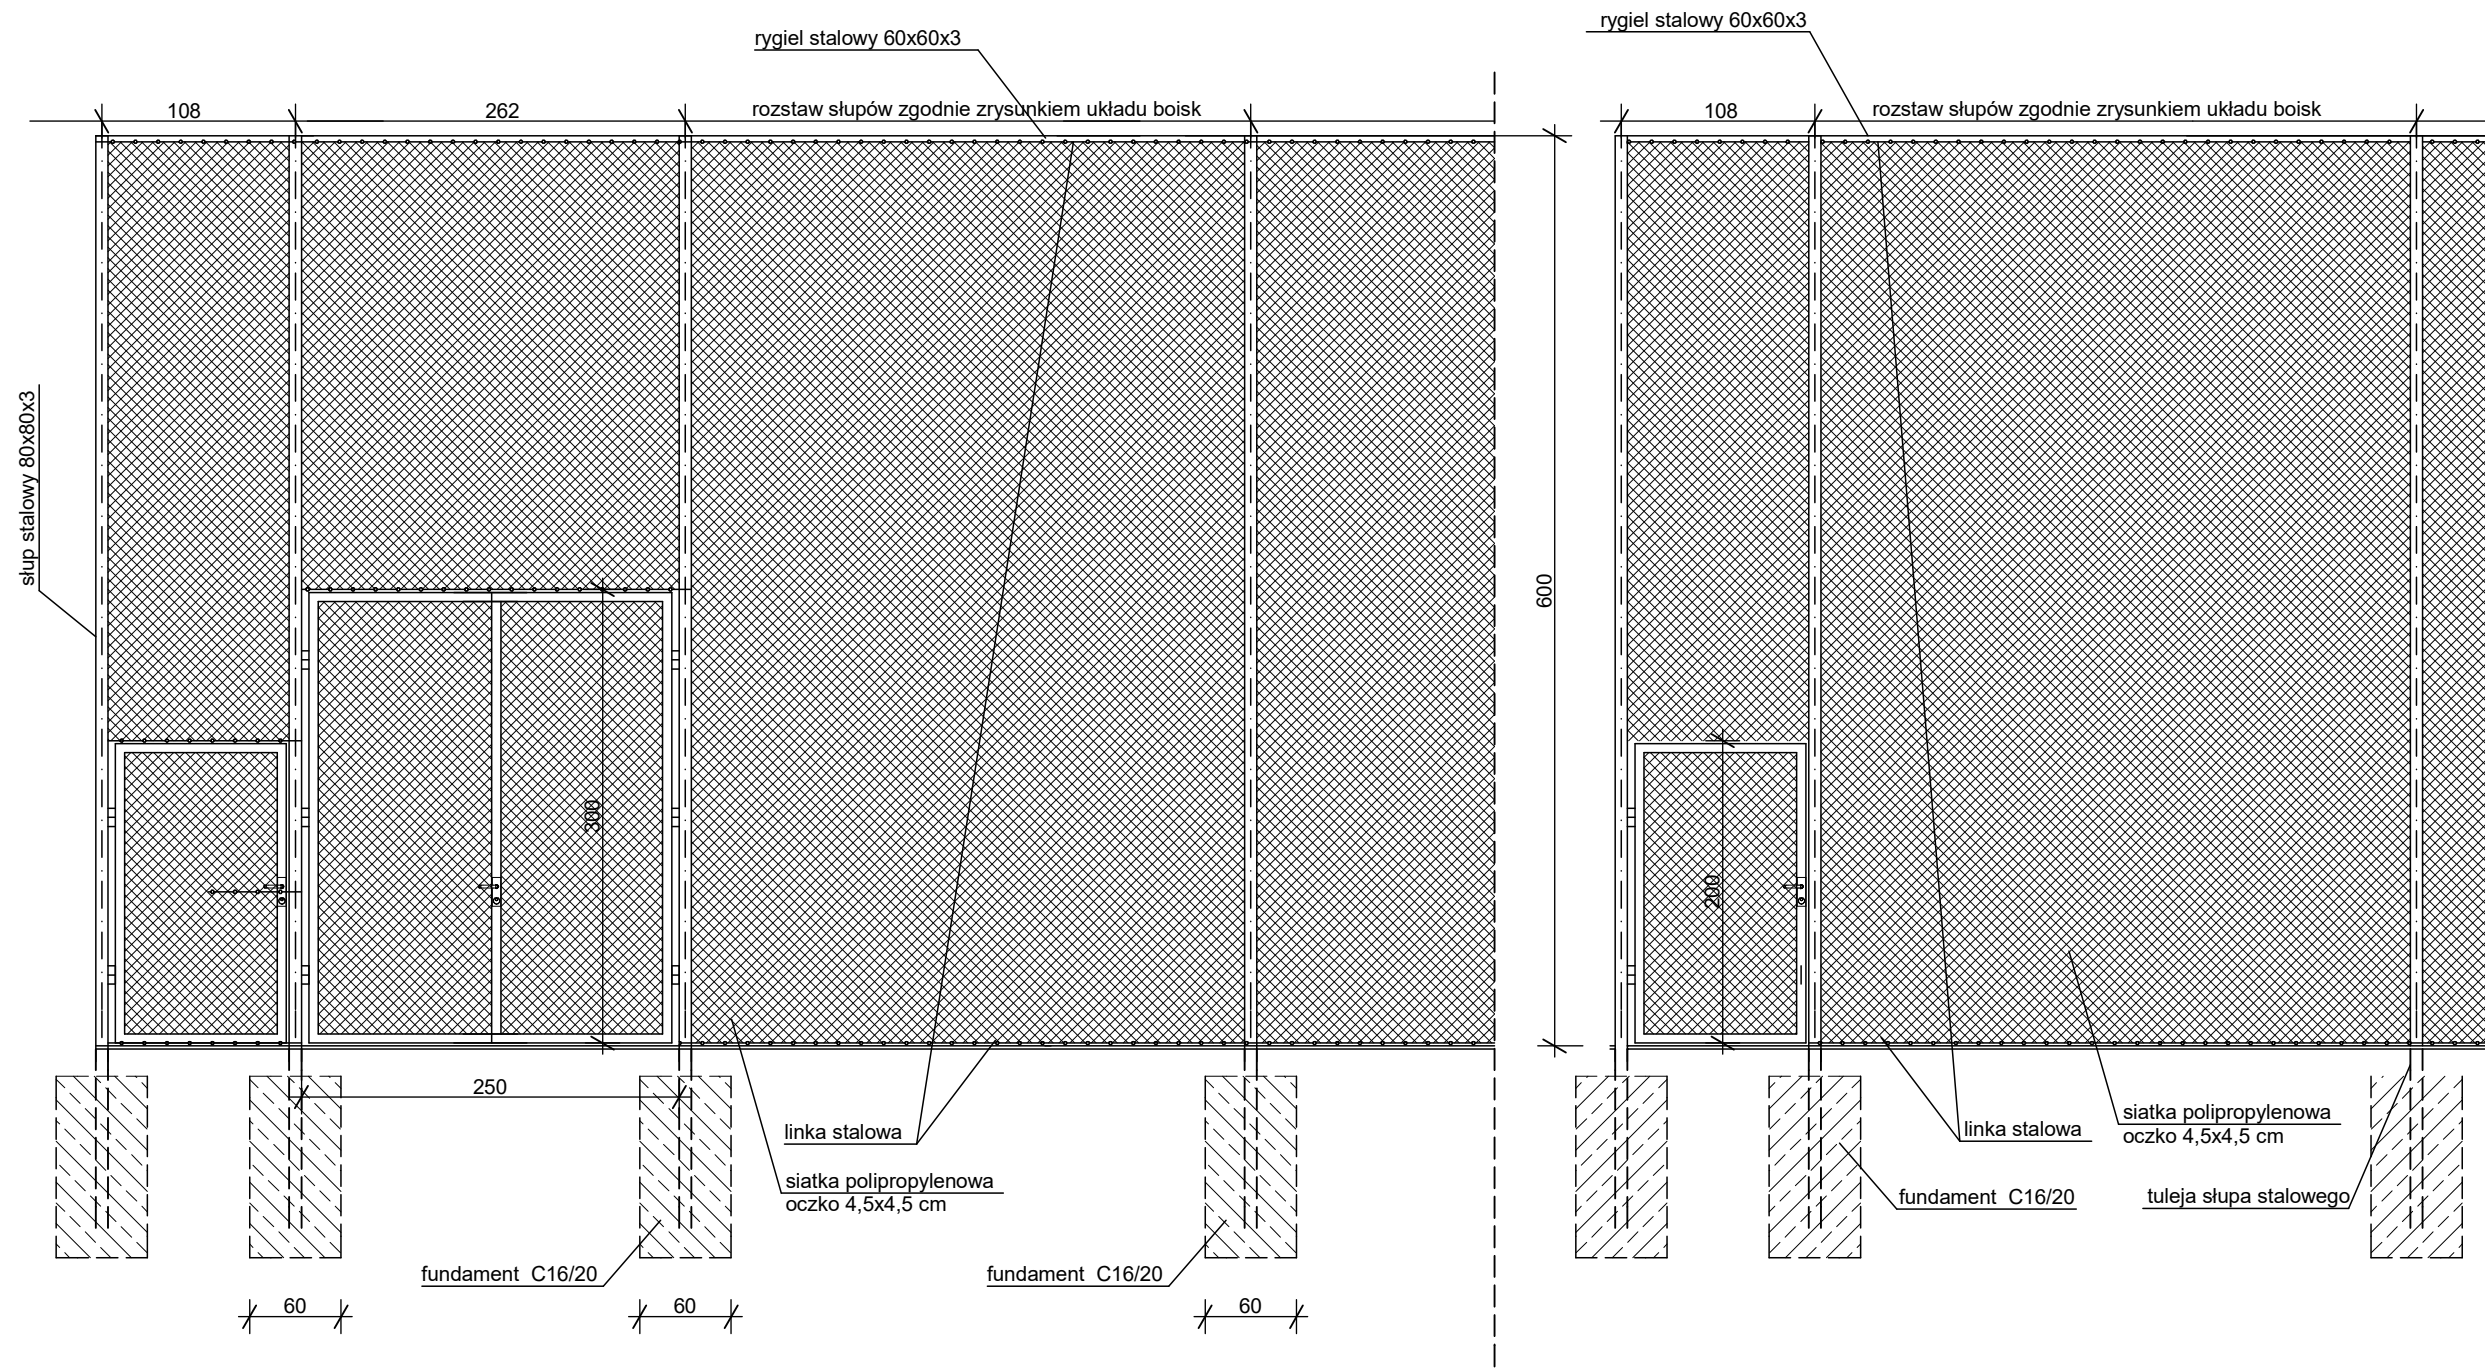 rygiel stalowy 60x60x3
rygiel stalowy 60x60x3
108
262
rozstaw słupów zgodnie zrysunkiem układu boisk
108
rozstaw słupów zgodnie zrysunkiem układu boisk
słup stalowy 80x80x3
600
300
200
250
linka stalowa
siatka polipropylenowa
oczko 4,5x4,5 cm
linka stalowa
siatka polipropylenowa
oczko 4,5x4,5 cm
fundament C16/20
tuleja słupa stalowego
fundament C16/20
fundament C16/20
60
60
60